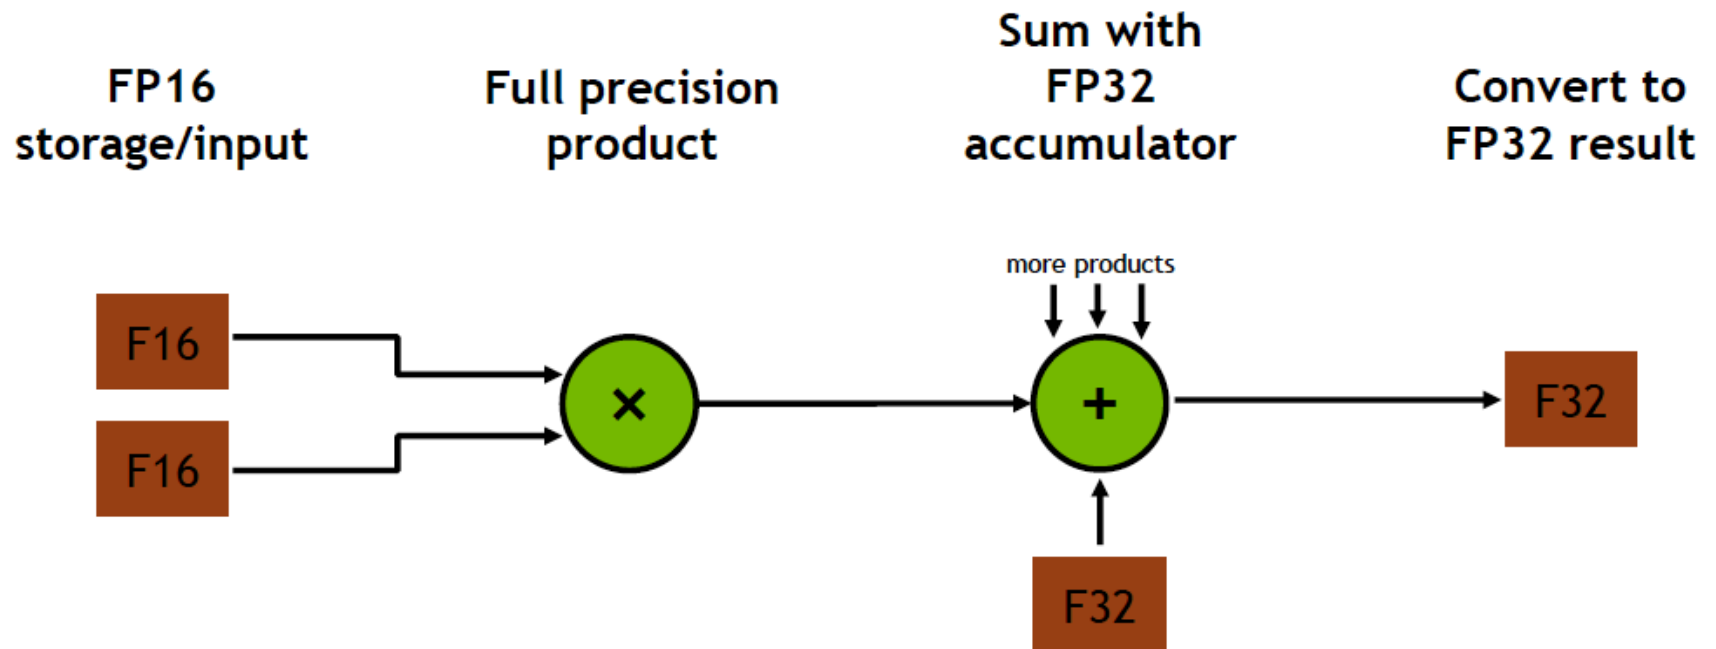 FP16
storage/input
Full precision
product
Sum with
FP32
accumulator
Convert to
FP32 result
more products
F16
F16
×
+
F32
F32